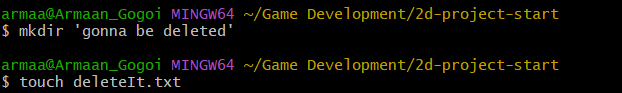 armaa@Armaan_Gogoi MINGW64 ~/Game Development/2d-project-start
$ mkdir 'gonna be deleted'
armaa@Armaan_Gogoi MINGW64 ~/Game Development/2d-project-start
$ touch deleteIt.txt